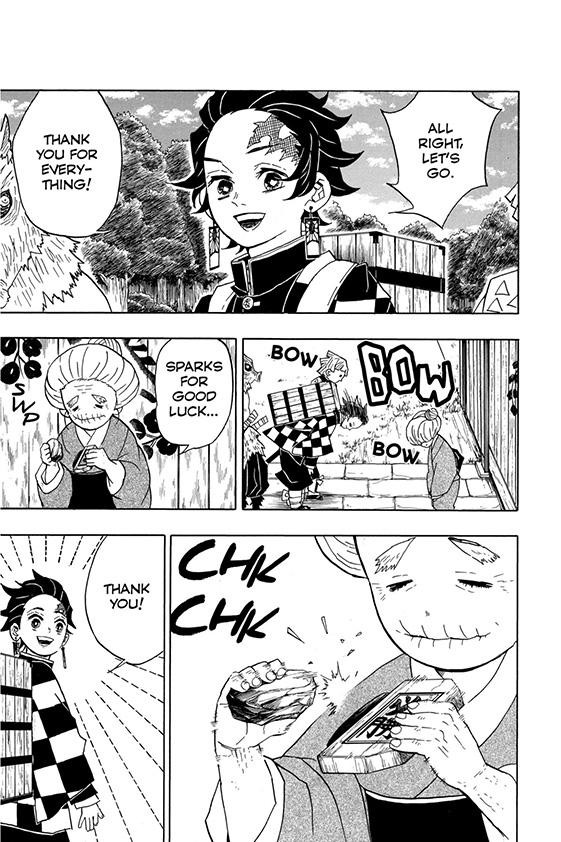 ALL
RIGHT,
LET'S
GO.
THANK
YOU FOR
EVERY-
THING!
BOW
BOW
BOW
SPARKS
FOR
GOOD
LUCK...
SWP
CHK
CHK
THANK
YOU!